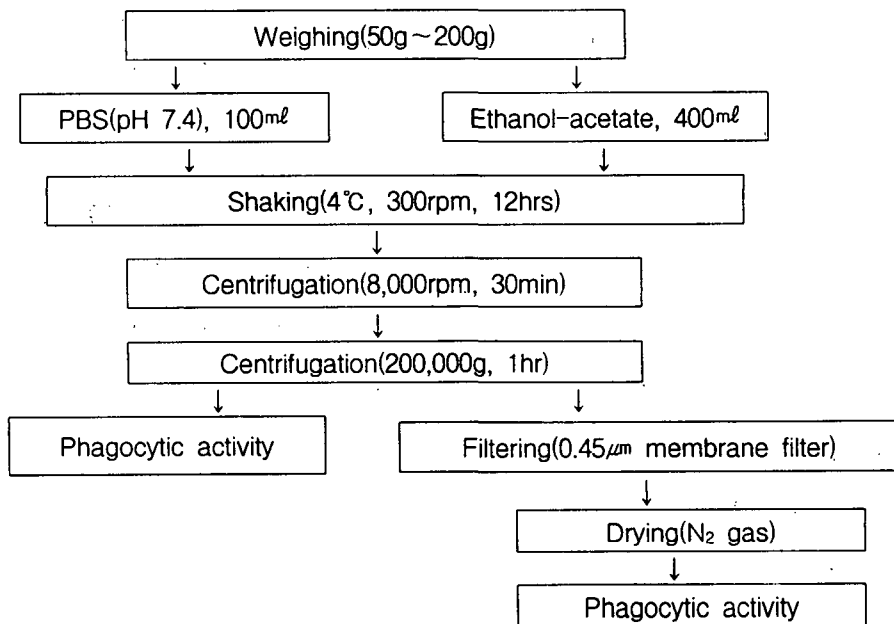 Weighing(50g~200g)
PBS(pH 7.4), 100㎖
Ethanol-acetate, 400㎖
Shaking(4℃, 300rpm, 12hrs)
Centrifugation(8,000rpm, 30min)
Centrifugation(200,000g, 1hr)
Phagocytic activity
Filtering(0.45㎛ membrane filter)
Drying(N₂ gas)
Phagocytic activity